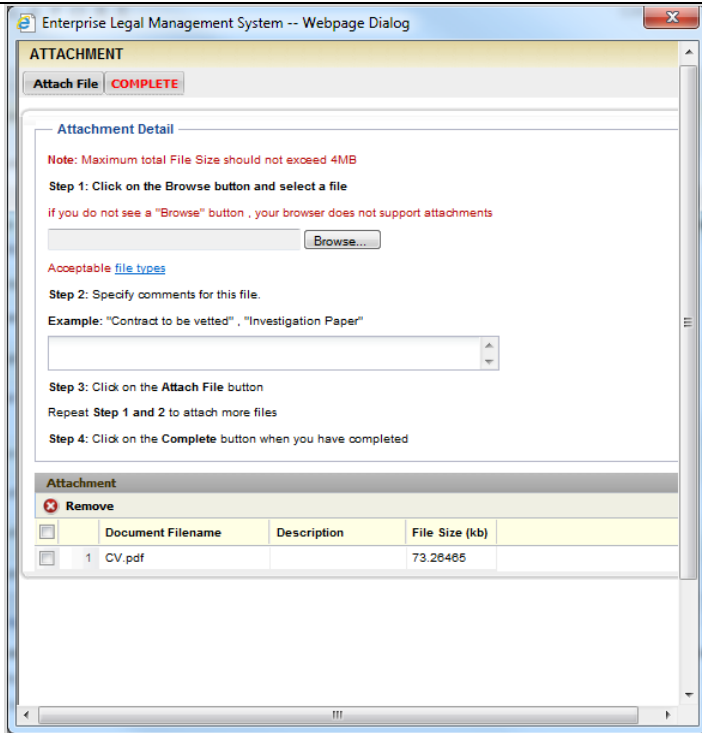 Enterprise Legal Management System -- Webpage Dialog
x
ATTACHMENT
Attach File COMPLETE
Attachment Detail
Note: Maximum total File Size should not exceed 4MB
Step 1: Click on the Browse button and select a file
if you do not see a "Browse" button , your browser does not support attachments
Browse...
Acceptable file types
Step 2: Specify comments for this file.
Example: "Contract to be vetted" , "Investigation Paper"
Step 3: Click on the Attach File button
Repeat Step 1 and 2 to attach more files
Step 4: Click on the Complete button when you have completed
Attachment
Remove
Document Filename Description File Size (kb)
1 CV.pdf 73.26465